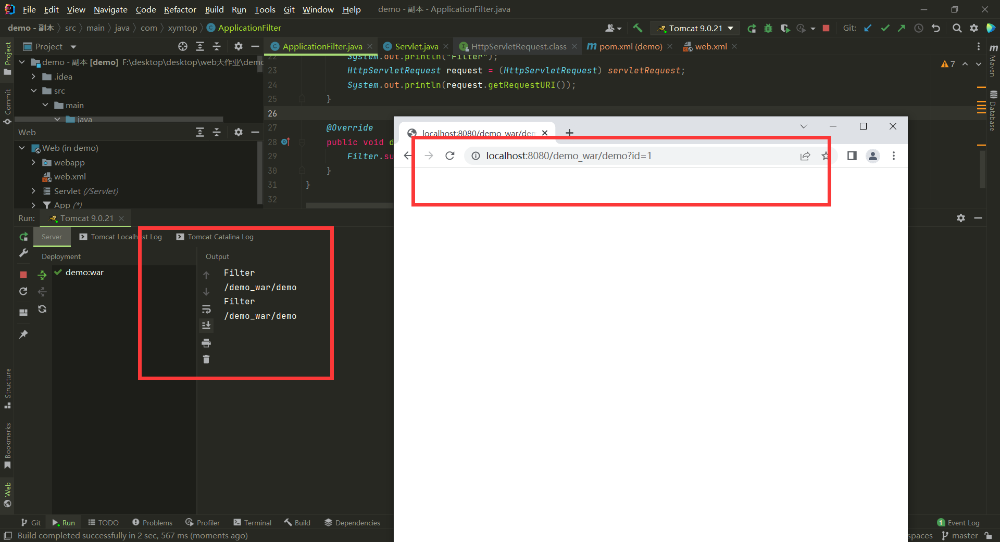 File Edit View Navigate Code Refactor Build Run Tools Git Window Help demo - 副本 - ApplicationFilter.java
demo - 副本 src main java com xymtop ApplicationFilter Tomcat 9.0.21 Git:
Project
Commit
Structure
Bookmarks
Web
Project
demo - 副本 [demo] F:\desktop\desktop\web大作业\demo
.idea
src
main
java
Web
Web (in demo)
webapp
web.xml
Servlet (/Servlet)
App (*)
ApplicationFilter.java Servlet.java HttpServletRequest.class pom.xml (demo) web.xml
22 System.out.println("Filter");
23 HttpServletRequest request = (HttpServletRequest) servletRequest;
24 System.out.println(request.getRequestURI());
25 }
26
27 @Override
28 public void d
29 Filter.su
30 }
31 }
32
7
Maven
Database
localhost:8080/demo_war/dem
localhost:8080/demo_war/demo?id=1
Run: Tomcat 9.0.21
Server Tomcat Localhost Log Tomcat Catalina Log
Deployment Output
demo:war
Filter
/demo_war/demo
Filter
/demo_war/demo
Git Run TODO Problems Profiler Terminal Build Dependencies 1 Event Log
Build completed successfully in 2 sec, 567 ms (moments ago) spaces master